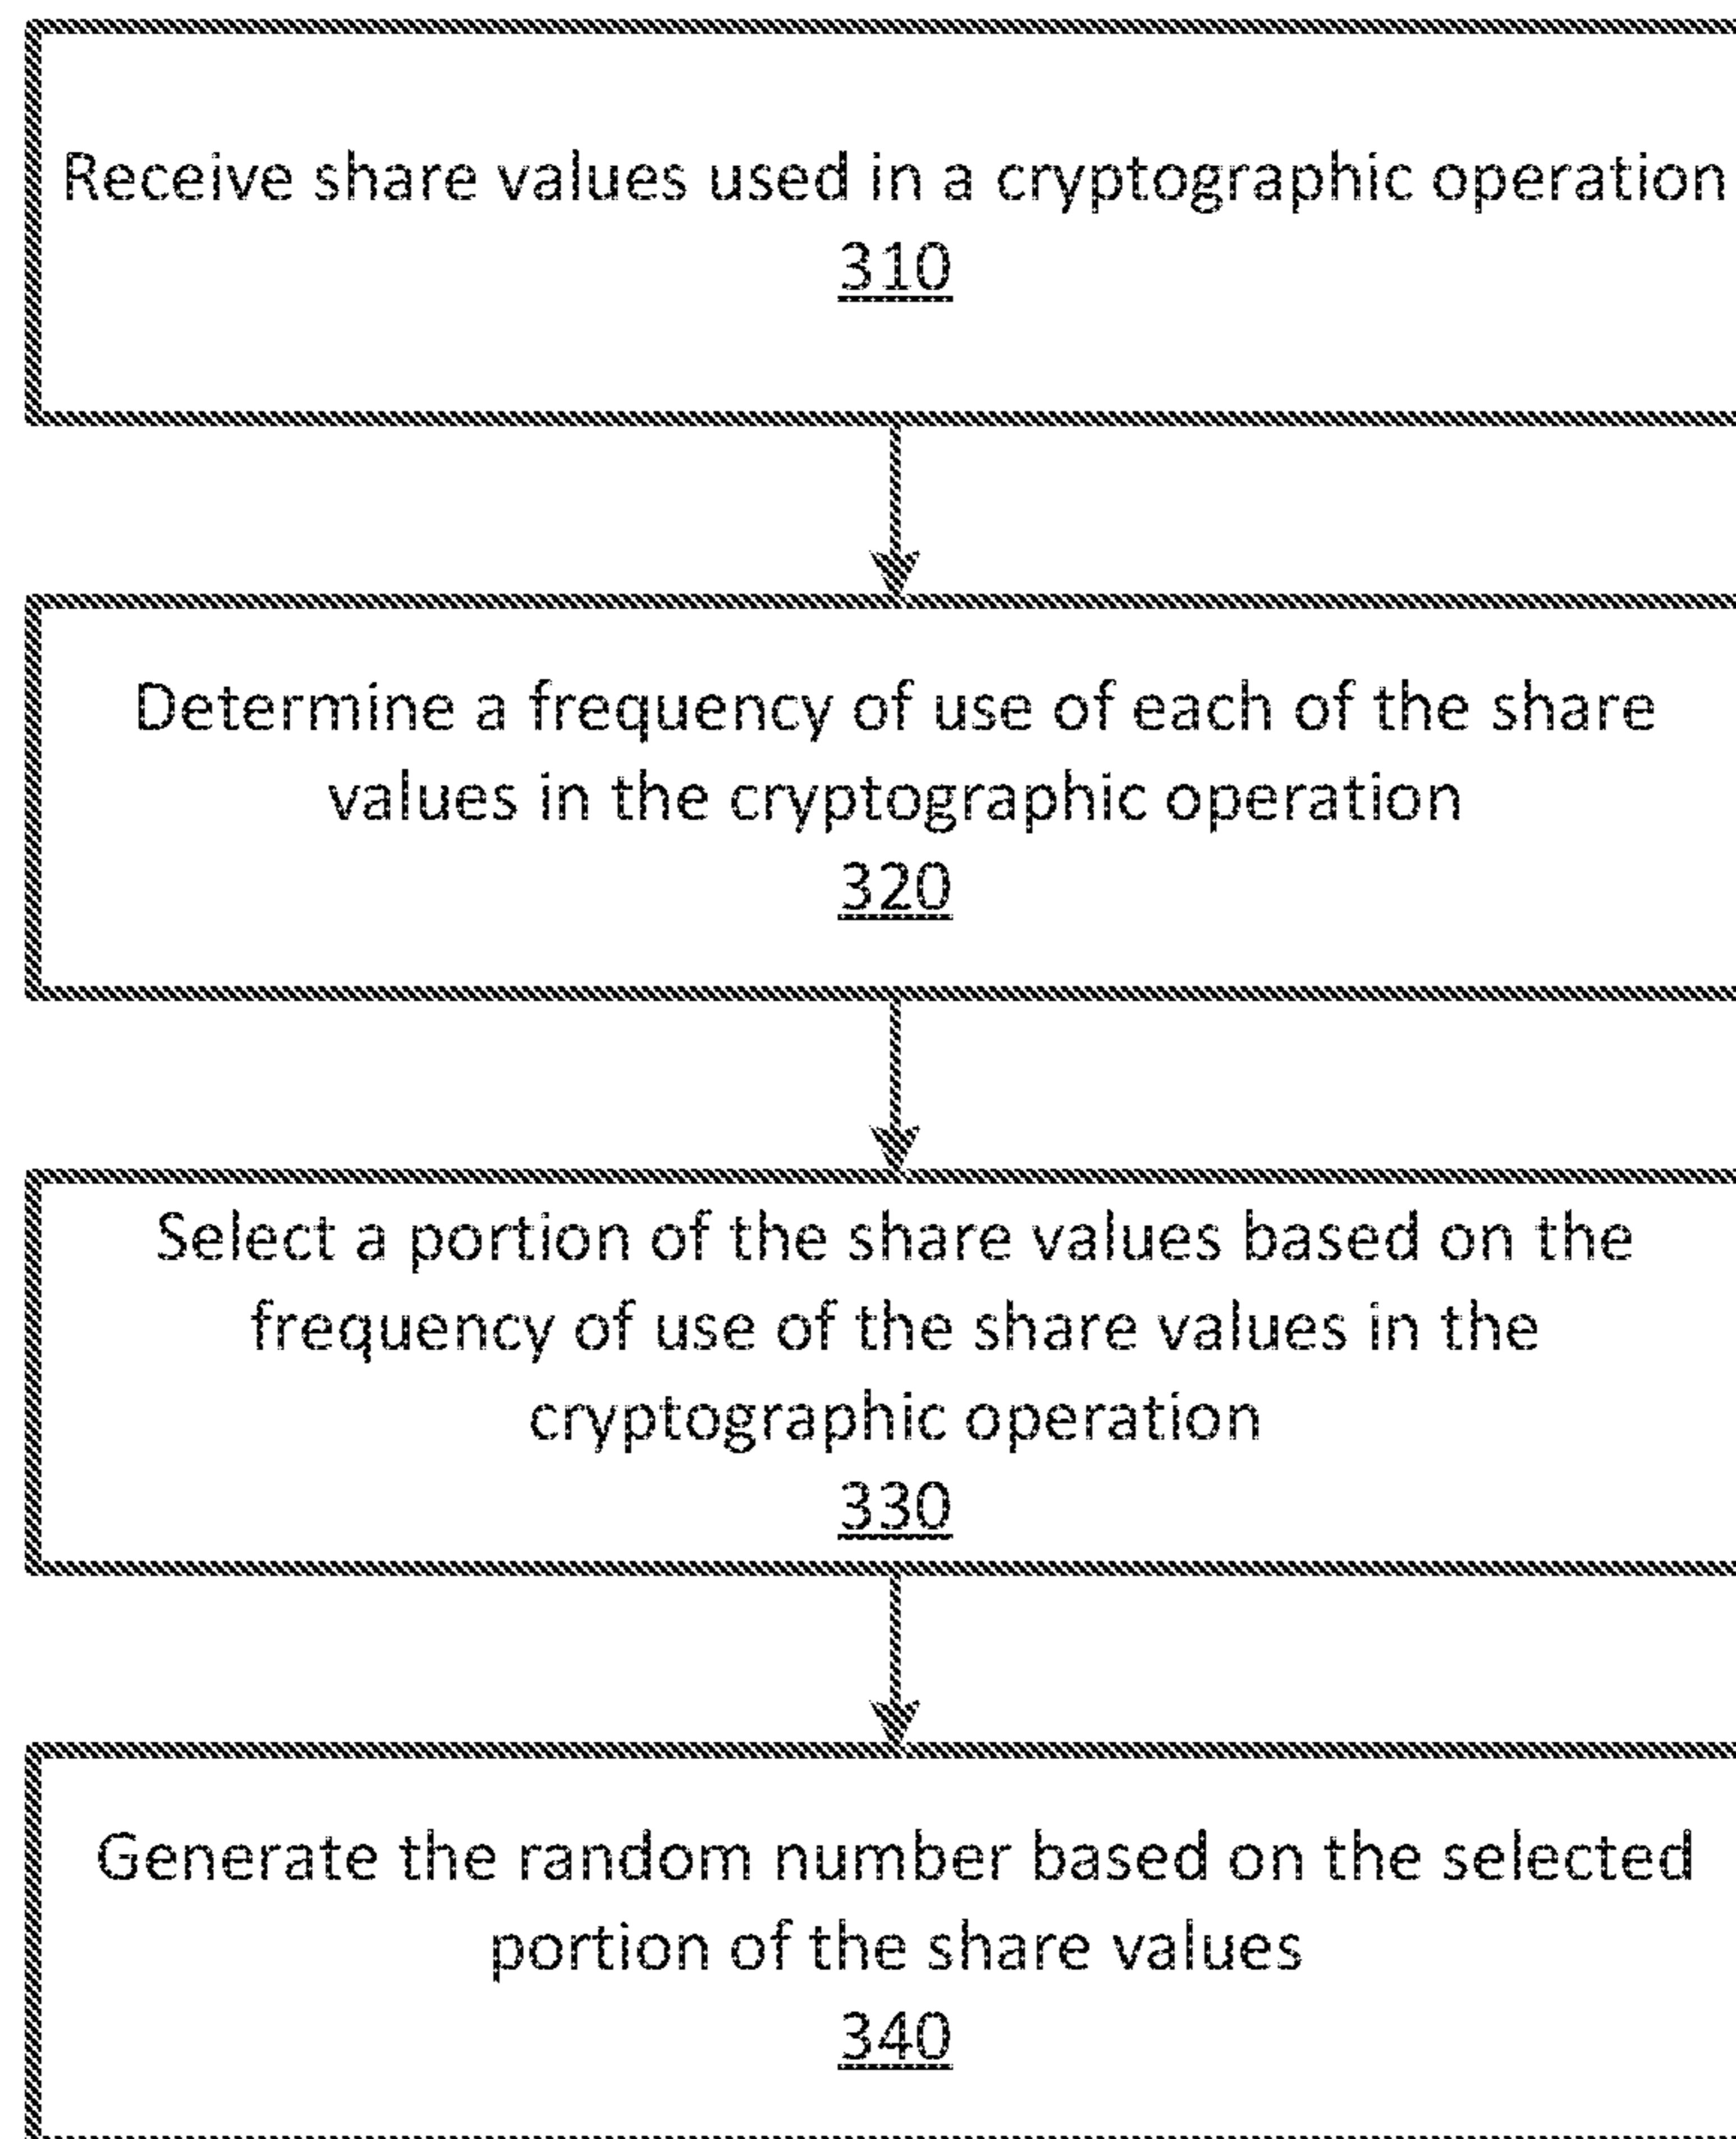 Receive share values used in a cryptographic operation
310
Determine a frequency of use of each of the share
values in the cryptographic operation
320
Select a portion of the share values based on the
frequency of use of the share values in the
cryptographic operation
330
Generate the random number based on the selected
portion of the share values
340